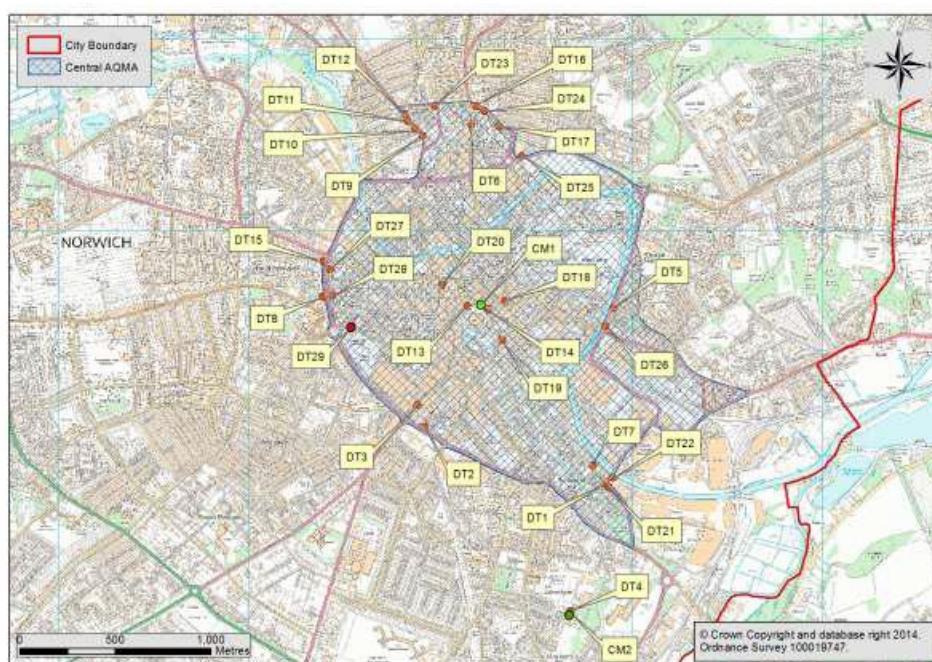 City Boundary
Central AQMA
DT12
DT23
DT16
DT11
DT24
DT10
DT17
DT9
DT6
DT25
NORWICH
DT15
DT27
DT20
CM1
DT28
DT18
DT5
DT8
DT29
DT13
DT14
DT26
DT19
DT3
DT2
DT7
DT22
DT1
DT21
DT4
CM2
0 500 1,000
Metres
© Crown Copyright and database right 2014.
Ordnance Survey 100019747.